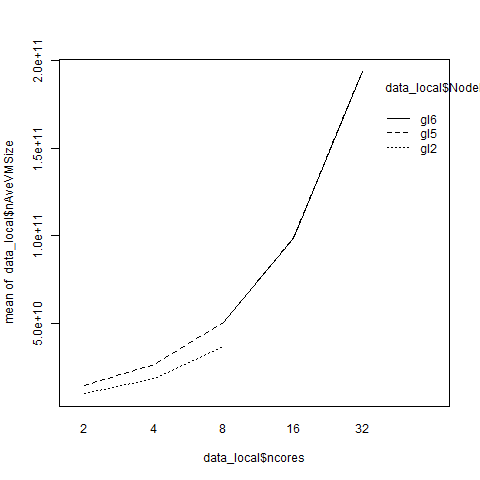 data_local$Nodel
gl6
gl5
gl2
mean of data_local$nAveVMSize
2.0e+11
1.5e+11
1.0e+11
5.0e+10
2 4 8 16 32
data_local$ncores